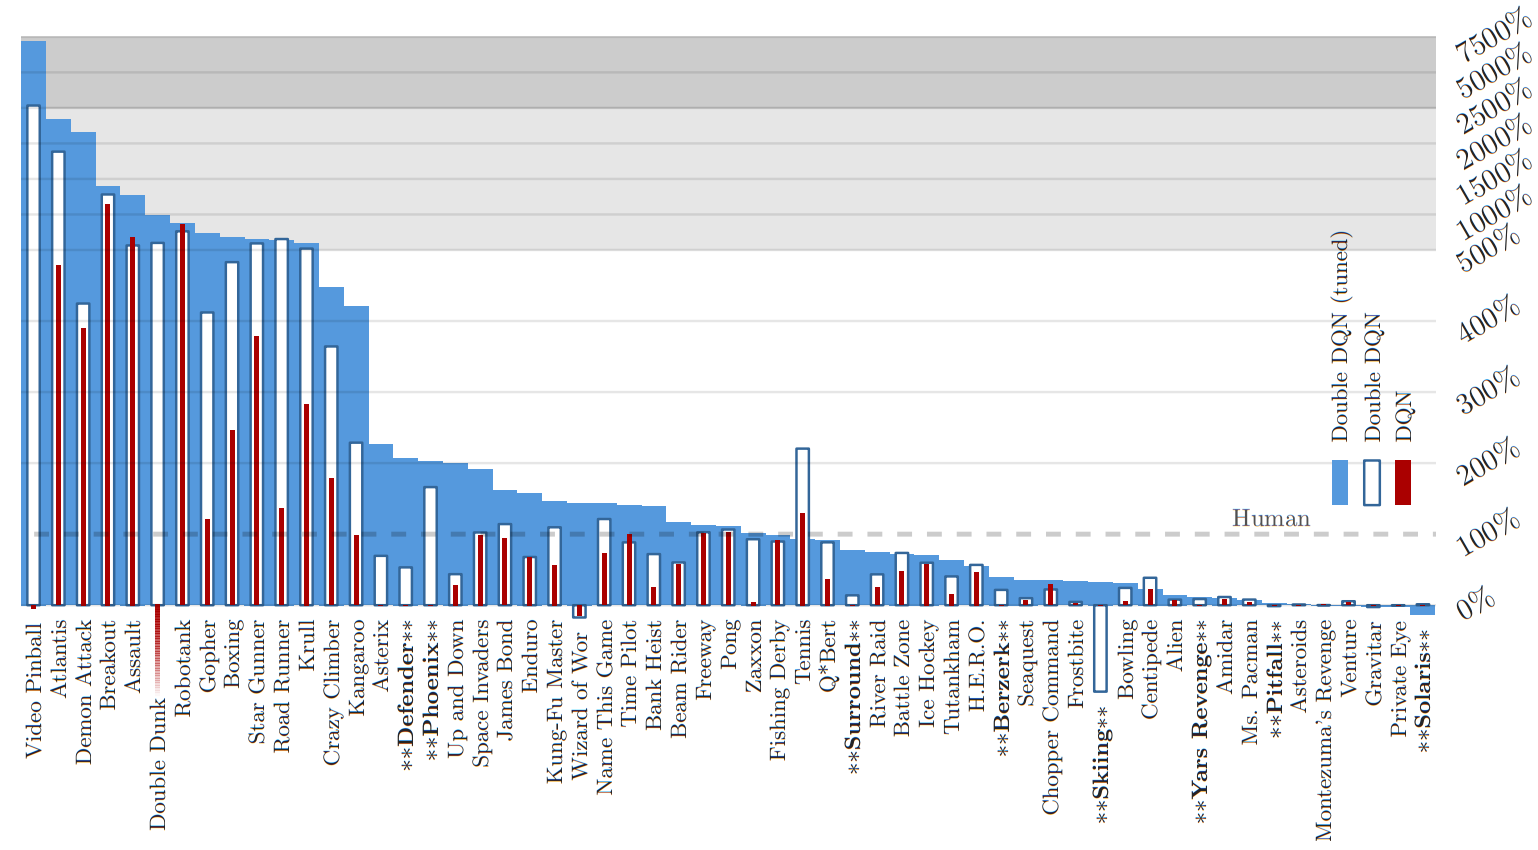 7500%
5000%
2500%
2000%
1500%
1000%
500%
400%
300%
200%
100%
0%
Double DQN (tuned)
Double DQN
DQN
Human
Video Pinball
Atlantis
Demon Attack
Breakout
Assault
Double Dunk
Robotank
Gopher
Boxing
Star Gunner
Road Runner
Krull
Crazy Climber
Kangaroo
Asterix
**Defender**
**Phoenix**
Up and Down
Space Invaders
James Bond
Enduro
Kung-Fu Master
Wizard of Wor
Name This Game
Time Pilot
Bank Heist
Beam Rider
Freeway
Pong
Zaxxon
Fishing Derby
Tennis
Q*Bert
**Surround**
River Raid
Battle Zone
Ice Hockey
Tutankham
H.E.R.O.
**Berzerk**
Seaquest
Chopper Command
Frostbite
**Skiing**
Bowling
Centipede
Alien
**Yars Revenge**
Amidar
Ms. Pacman
**Pitfall**
Asteroids
Montezuma's Revenge
Venture
Gravitar
Private Eye
**Solaris**